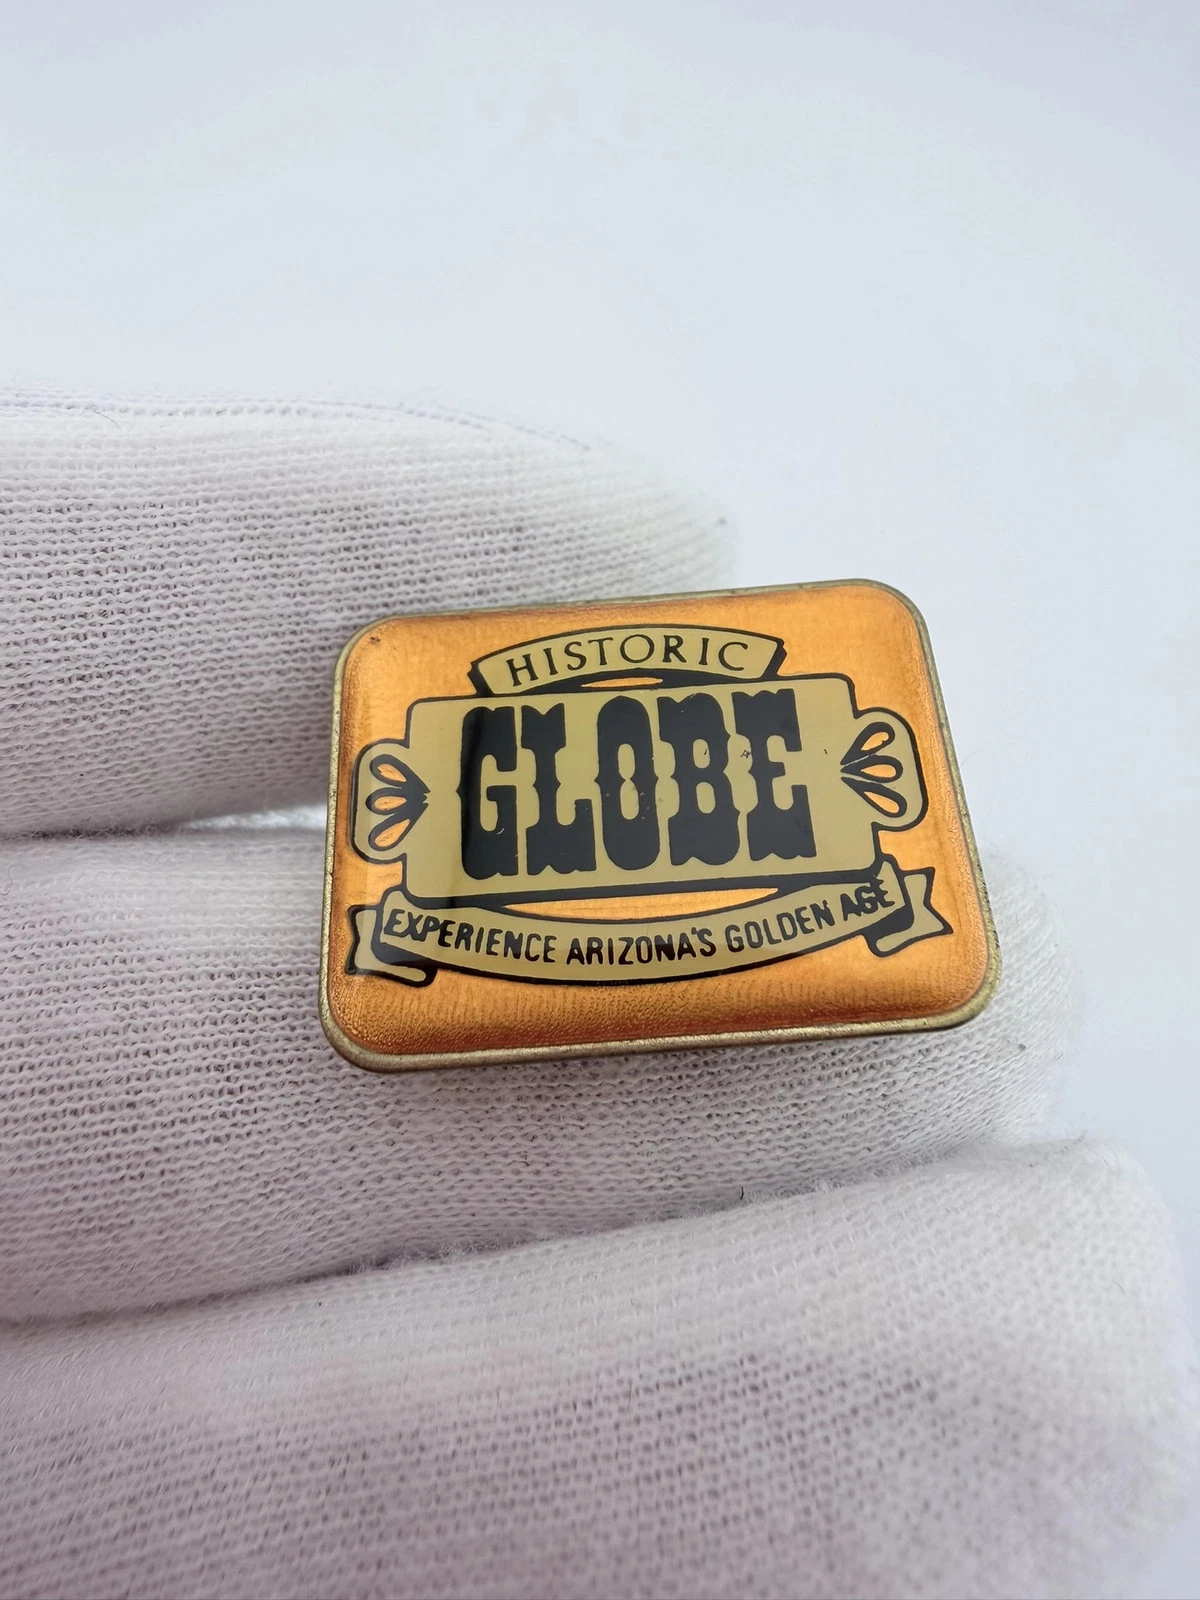 HISTORIC
GLOBE
EXPERIENCE ARIZONA'S GOLDEN AGE